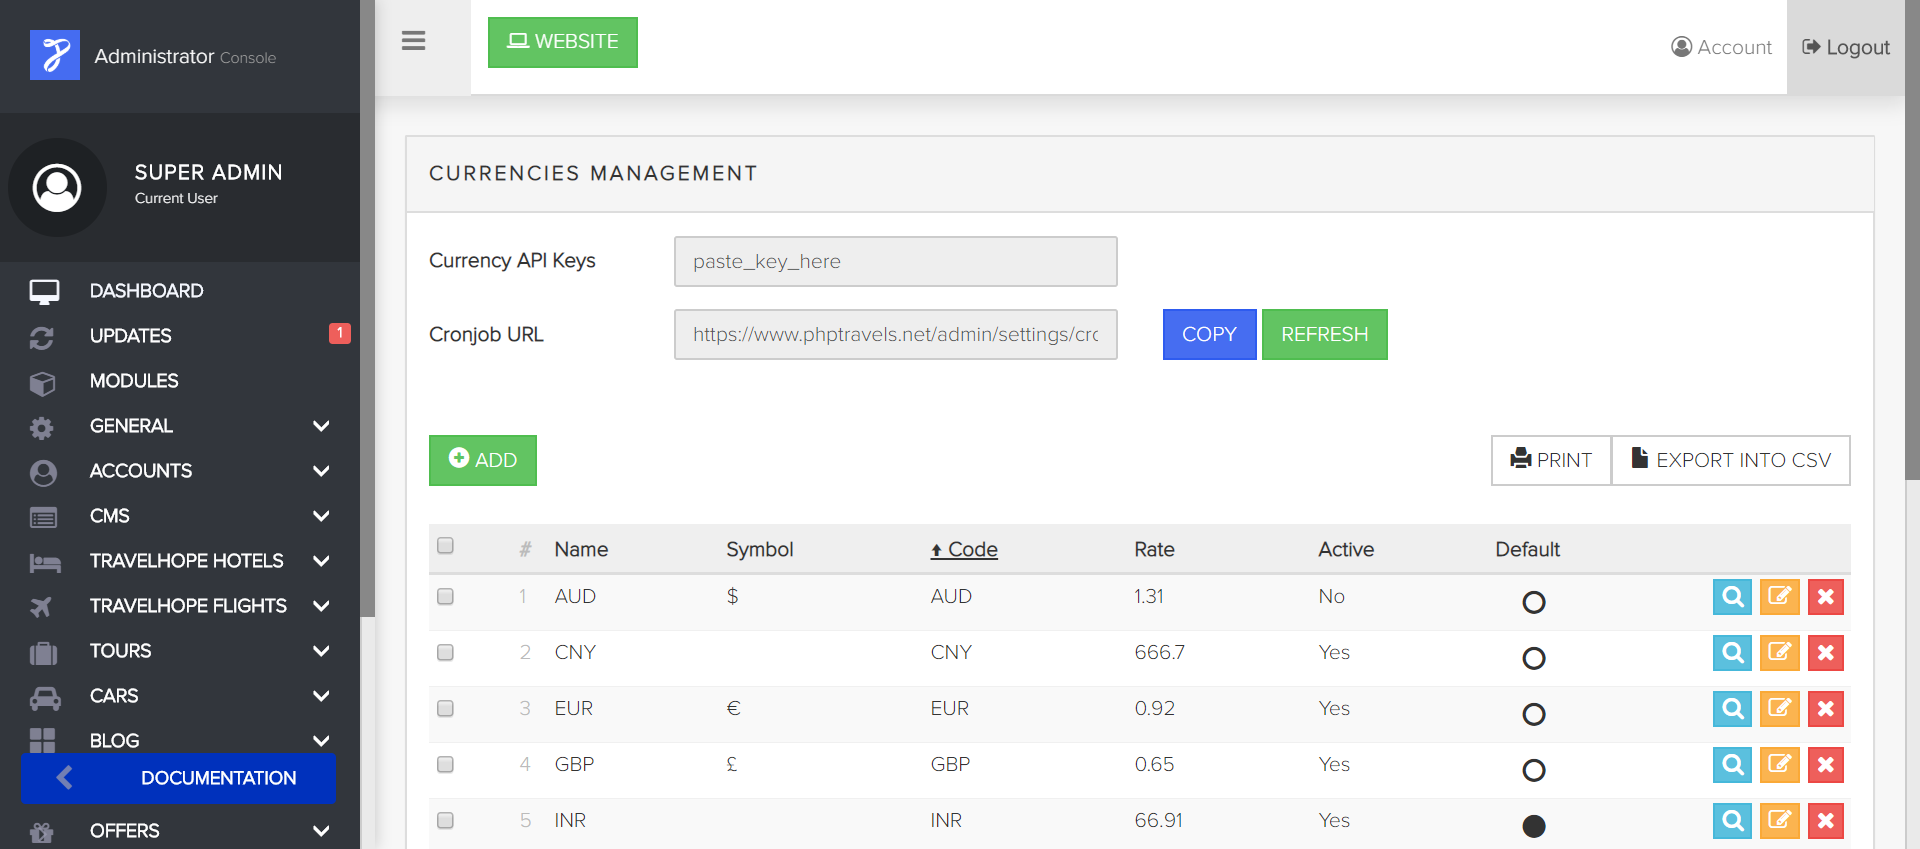 Administrator Console
WEBSITE
Account
Logout
SUPER ADMIN
Current User
DASHBOARD
UPDATES
1
MODULES
GENERAL
ACCOUNTS
CMS
TRAVELHOPE HOTELS
TRAVELHOPE FLIGHTS
TOURS
CARS
BLOG
DOCUMENTATION
OFFERS
CURRENCIES MANAGEMENT
Currency API Keys
paste_key_here
Cronjob URL
https://www.phptravels.net/admin/settings/crc
COPY
REFRESH
ADD
PRINT
EXPORT INTO CSV
# Name Symbol Code Rate Active Default
1 AUD $ AUD 1.31 No
2 CNY CNY 666.7 Yes
3 EUR € EUR 0.92 Yes
4 GBP £ GBP 0.65 Yes
5 INR INR 66.91 Yes